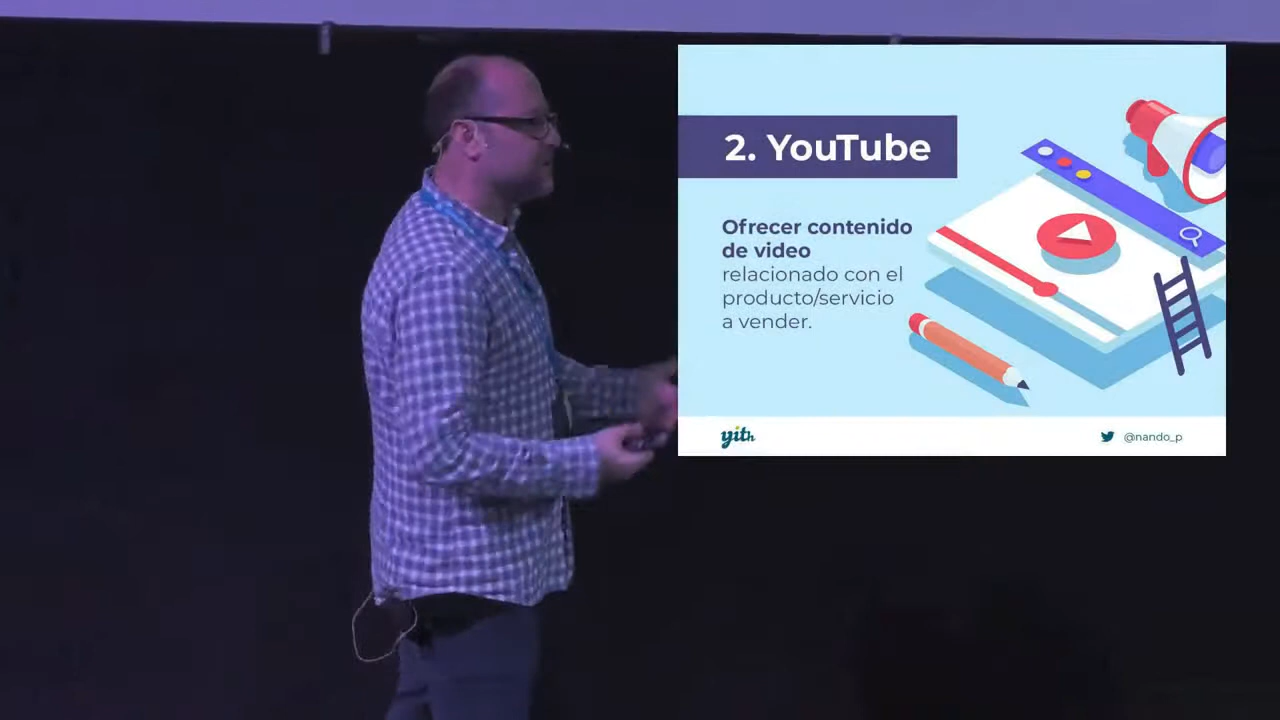 2. YouTube
Ofrecer contenido
de video
relacionado con el
producto/servicio
a vender.
yith
@nando_p